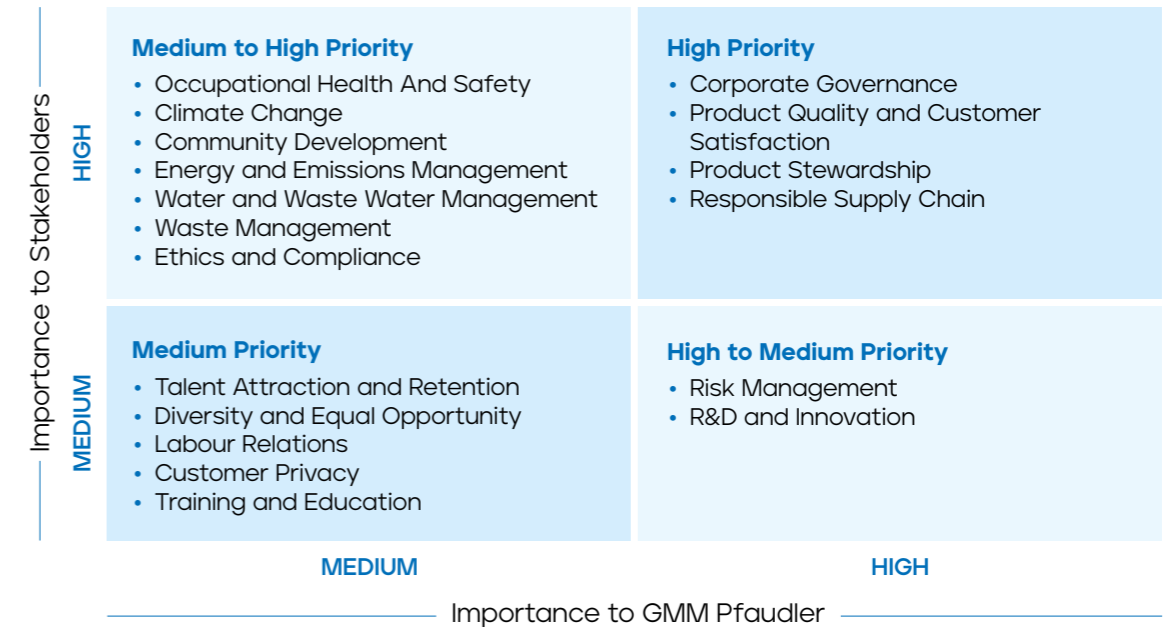 Importance to Stakeholders
HIGH
MEDIUM
Medium to High Priority
• Occupational Health And Safety
• Climate Change
• Community Development
• Energy and Emissions Management
• Water and Waste Water Management
• Waste Management
• Ethics and Compliance
High Priority
• Corporate Governance
• Product Quality and Customer
Satisfaction
• Product Stewardship
• Responsible Supply Chain
Medium Priority
• Talent Attraction and Retention
• Diversity and Equal Opportunity
• Labour Relations
• Customer Privacy
• Training and Education
High to Medium Priority
• Risk Management
• R&D and Innovation
MEDIUM
HIGH
Importance to GMM Pfaudler